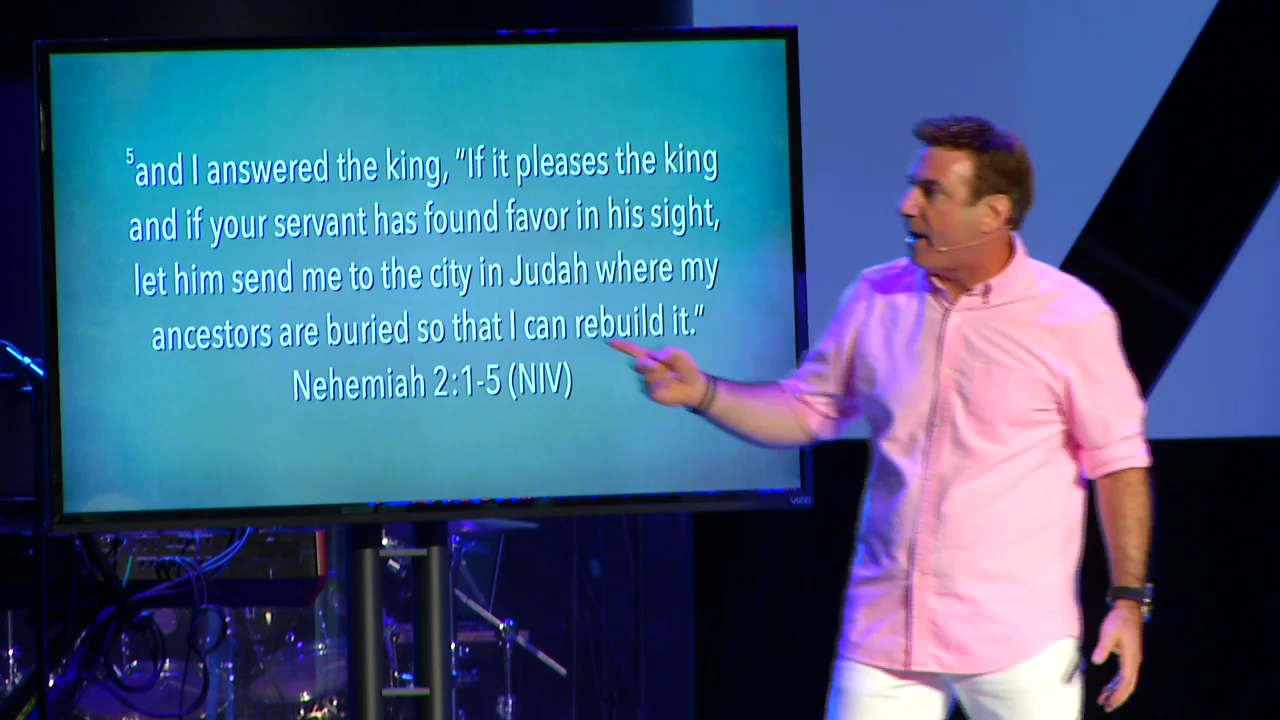 ⁵and I answered the king, “If it pleases the king
and if your servant has found favor in his sight,
let him send me to the city in Judah where my
ancestors are buried so that I can rebuild it.”
Nehemiah 2:1-5 (NIV)
VIZIO